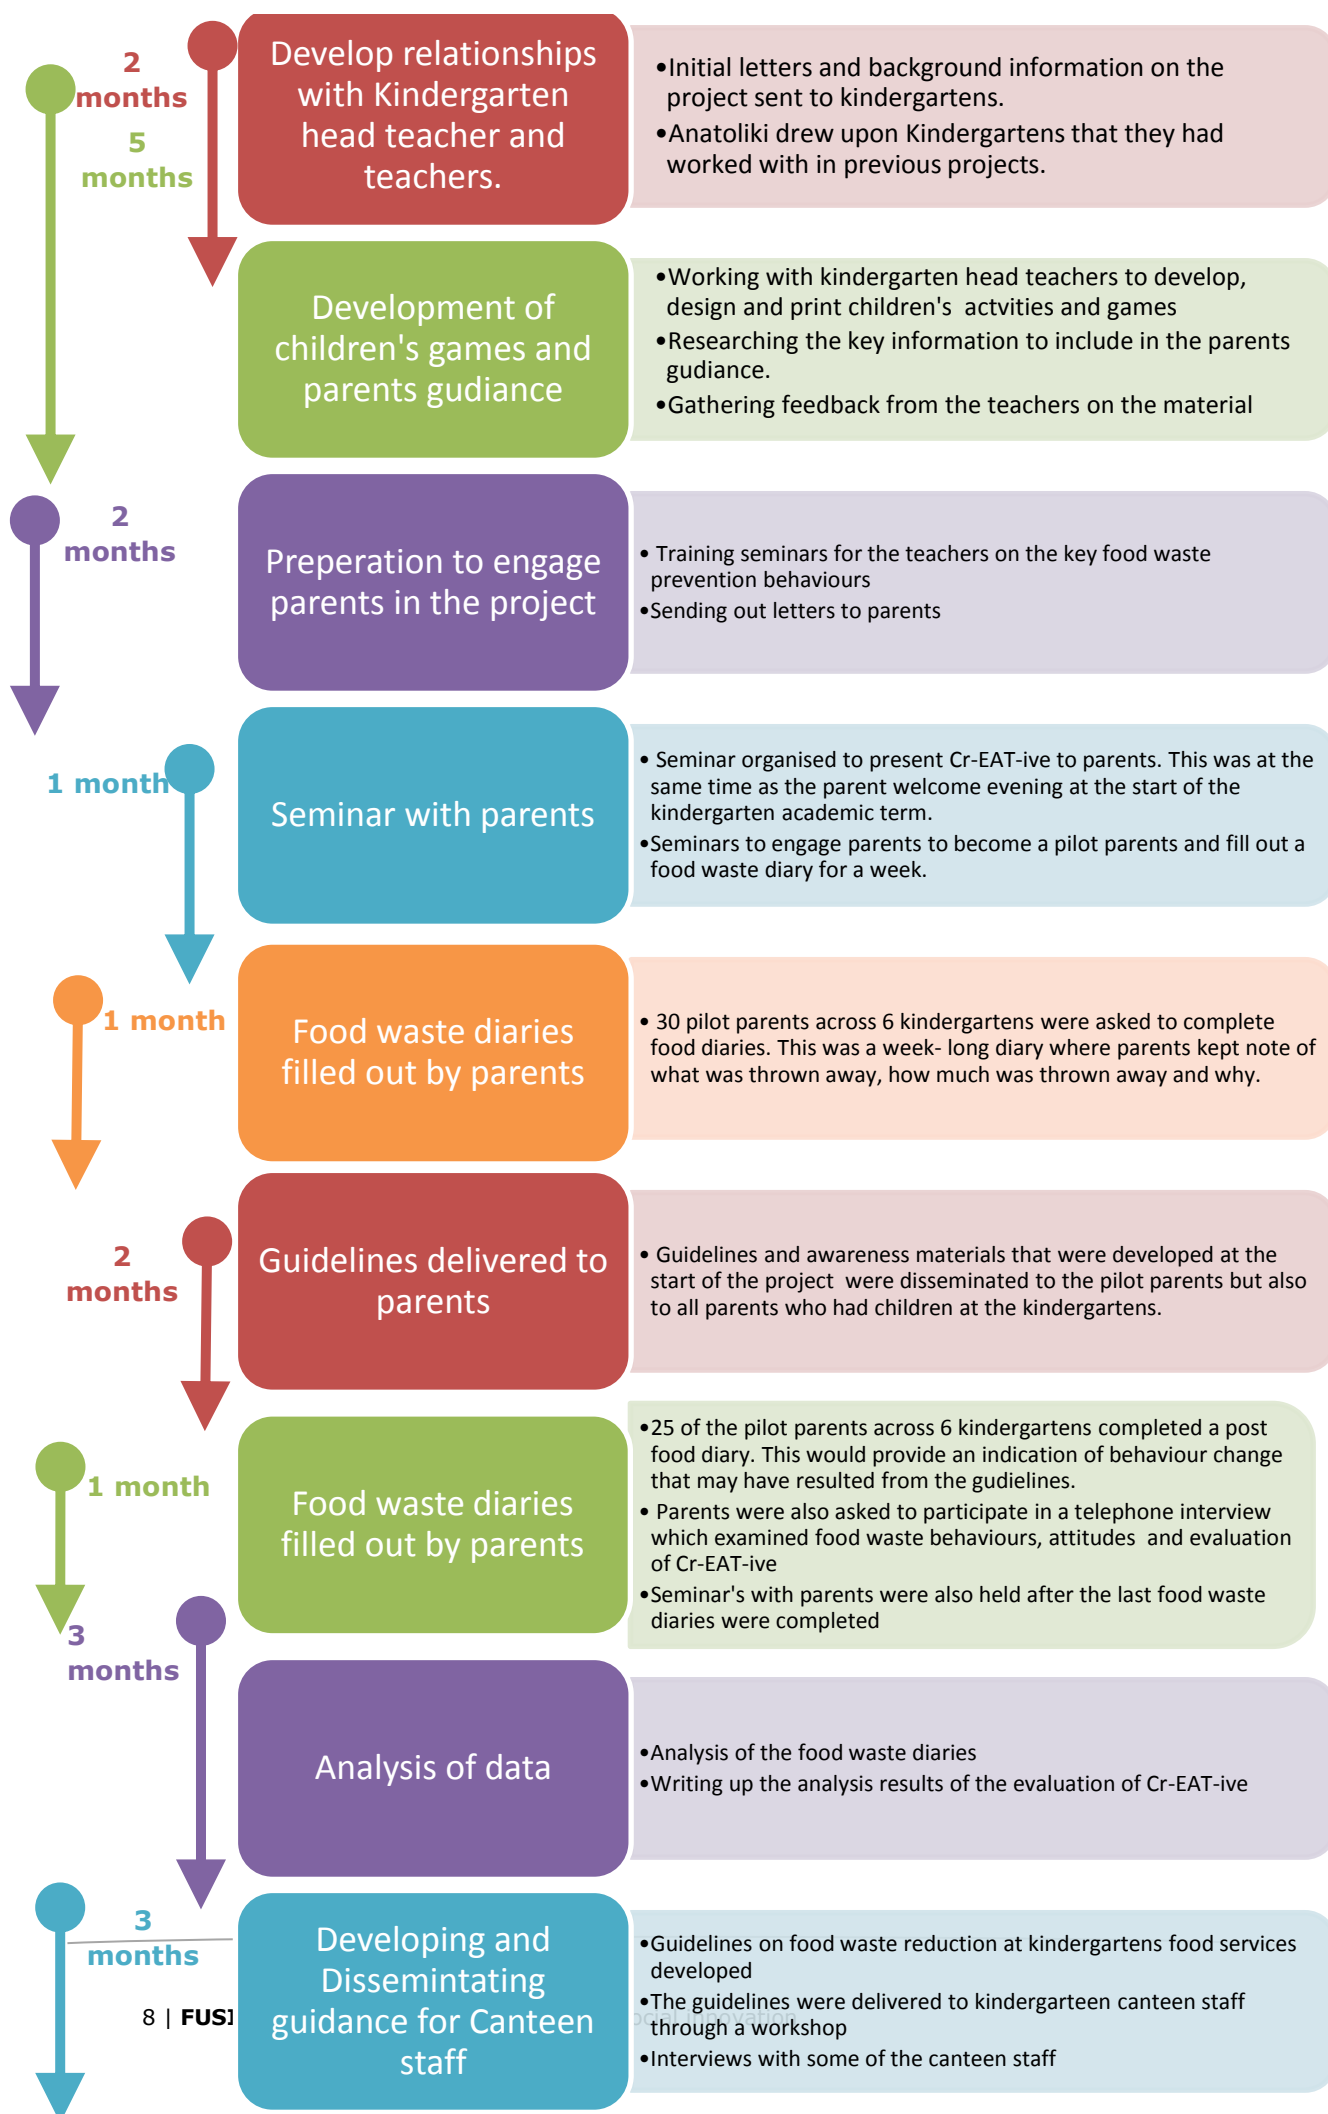 2
months
Develop relationships
with Kindergarten
head teacher and
teachers.
•Initial letters and background information on the
project sent to kindergartens.
•Anatoliki drew upon Kindergartens that they had
worked with in previous projects.
5
months
Development of
children's games and
parents gudiance
•Working with kindergarten head teachers to develop,
design and print children's actvities and games
•Researching the key information to include in the parents
gudiance.
•Gathering feedback from the teachers on the material
2
months
Preperation to engage
parents in the project
• Training seminars for the teachers on the key food waste
prevention behaviours
•Sending out letters to parents
1 month
Seminar with parents
• Seminar organised to present Cr-EAT-ive to parents. This was at the
same time as the parent welcome evening at the start of the
kindergarten academic term.
•Seminars to engage parents to become a pilot parents and fill out a
food waste diary for a week.
1 month
Food waste diaries
filled out by parents
• 30 pilot parents across 6 kindergartens were asked to complete
food diaries. This was a week- long diary where parents kept note of
what was thrown away, how much was thrown away and why.
2
months
Guidelines delivered to
parents
• Guidelines and awareness materials that were developed at the
start of the project were disseminated to the pilot parents but also
to all parents who had children at the kindergartens.
1 month
Food waste diaries
filled out by parents
•25 of the pilot parents across 6 kindergartens completed a post
food diary. This would provide an indication of behaviour change
that may have resulted from the gudielines.
• Parents were also asked to participate in a telephone interview
which examined food waste behaviours, attitudes and evaluation
of Cr-EAT-ive
•Seminar's with parents were also held after the last food waste
diaries were completed
3
months
Analysis of data
•Analysis of the food waste diaries
•Writing up the analysis results of the evaluation of Cr-EAT-ive
3
months
Developing and
Dissemintating
guidance for Canteen
staff
•Guidelines on food waste reduction at kindergartens food services
developed
•The guidelines were delivered to kindergarteen canteen staff
through a workshop
•Interviews with some of the canteen staff
8 | FUSI ocial innovation